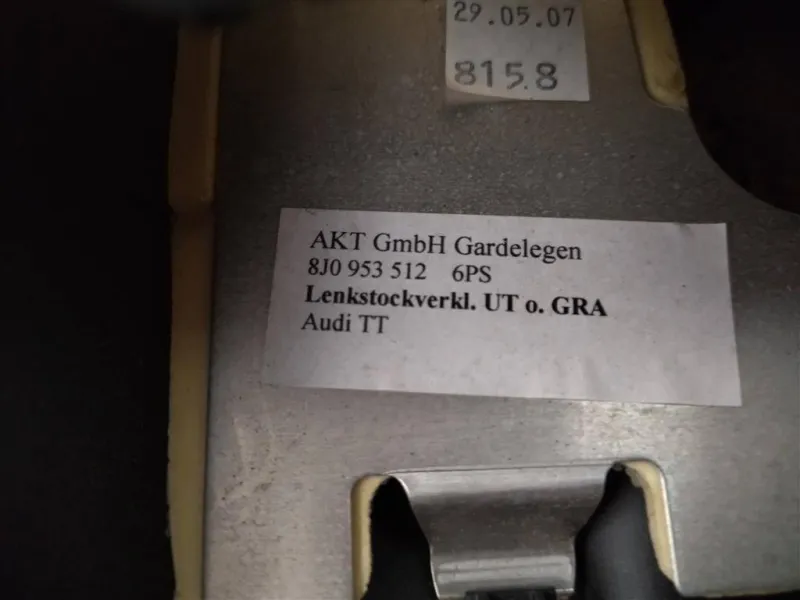 29.05.07
815.8
AKT GmbH Gardelegen
8J0 953 512 6PS
Lenkstockverkl. UT o. GRA
Audi TT